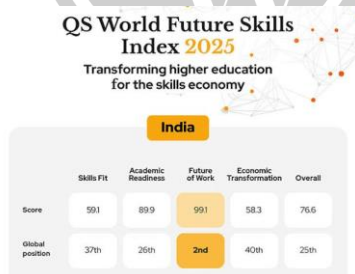 QS World Future Skills
Index 2025
Transforming higher education
for the skills economy
India
Skills Fit
Academic
Readiness
Future
of Work
Economic
Transformation
Overall
Score
59.1
89.9
99.1
58.3
76.6
Global
position
37th
26th
2nd
40th
25th